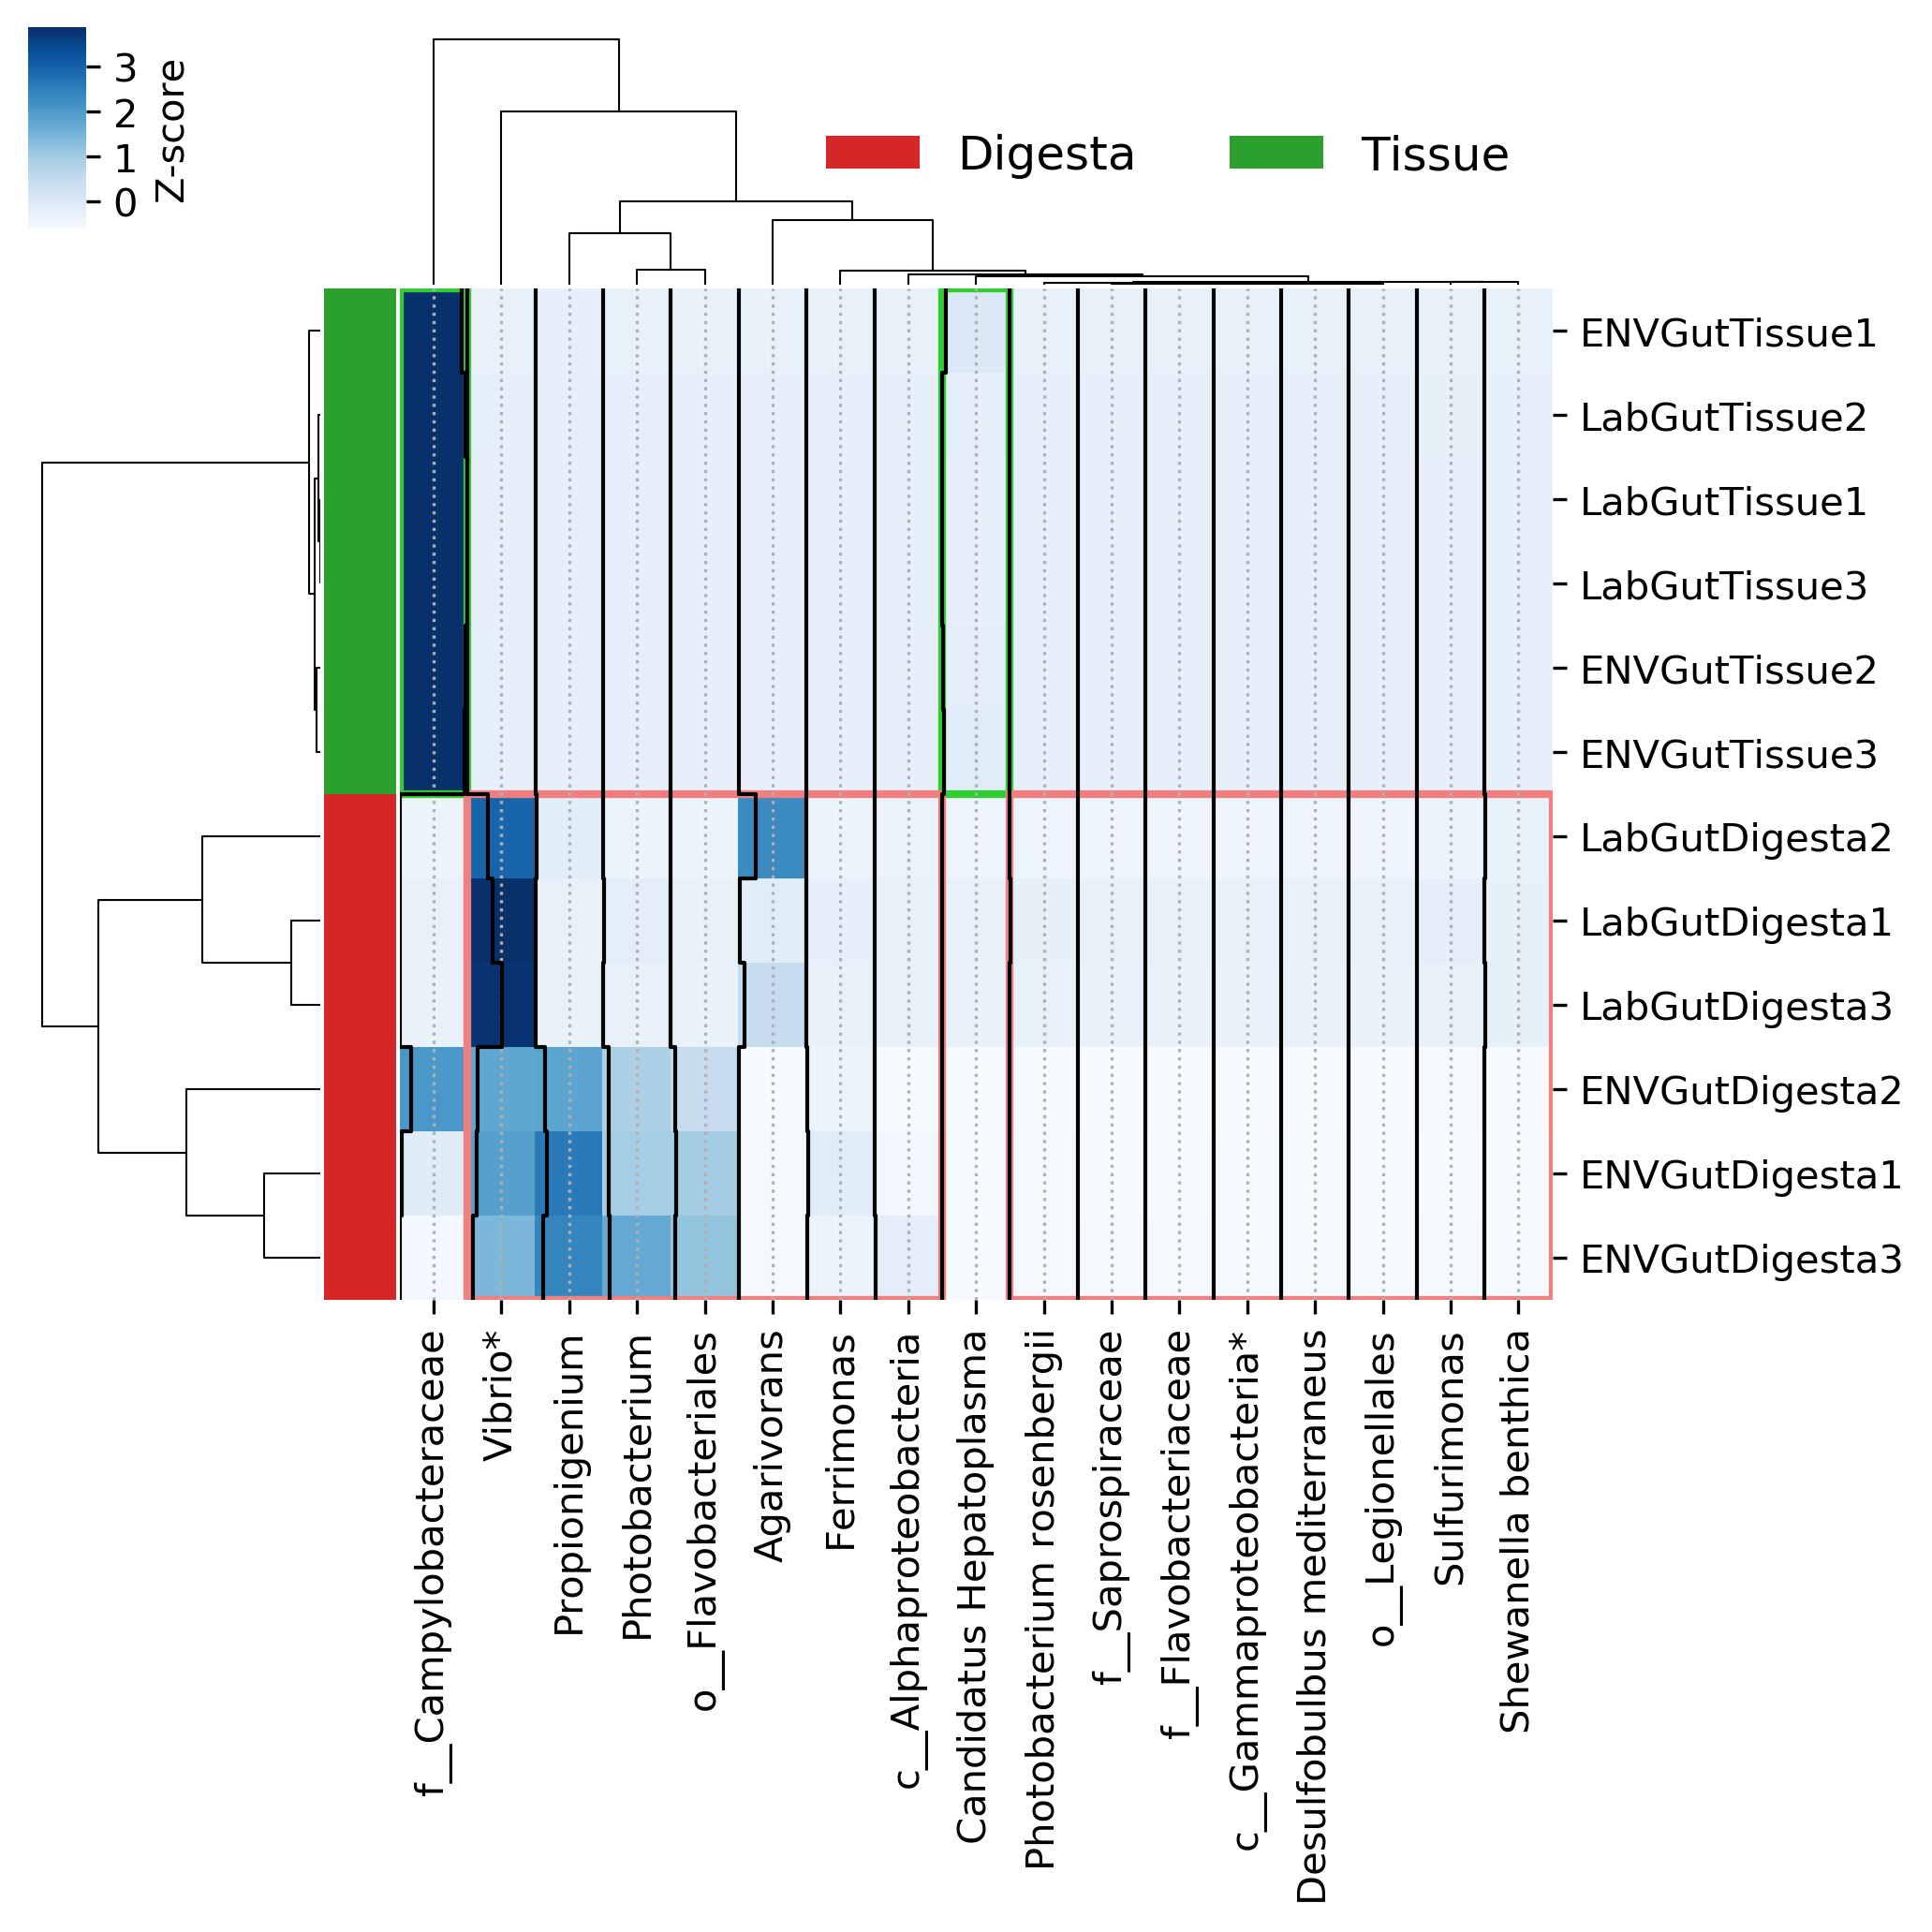 3
2
1
0
Z-score
Digesta
Tissue
ENVGutTissue1
LabGutTissue2
LabGutTissue1
LabGutTissue3
ENVGutTissue2
ENVGutTissue3
LabGutDigesta2
LabGutDigesta1
LabGutDigesta3
ENVGutDigesta2
ENVGutDigesta1
ENVGutDigesta3
f__Campylobacteraceae
Vibrio*
Propionigenium
Photobacterium
o__Flavobacteriales
Agarivorans
Ferrimonas
c__Alphaproteobacteria
Candidatus Hepatoplasma
Photobacterium rosenbergii
f__Saprospiraceae
f__Flavobacteriaceae
c__Gammaproteobacteria*
Desulfobulbus mediterraneus
o__Legionellales
Sulfurimonas
Shewanella benthica